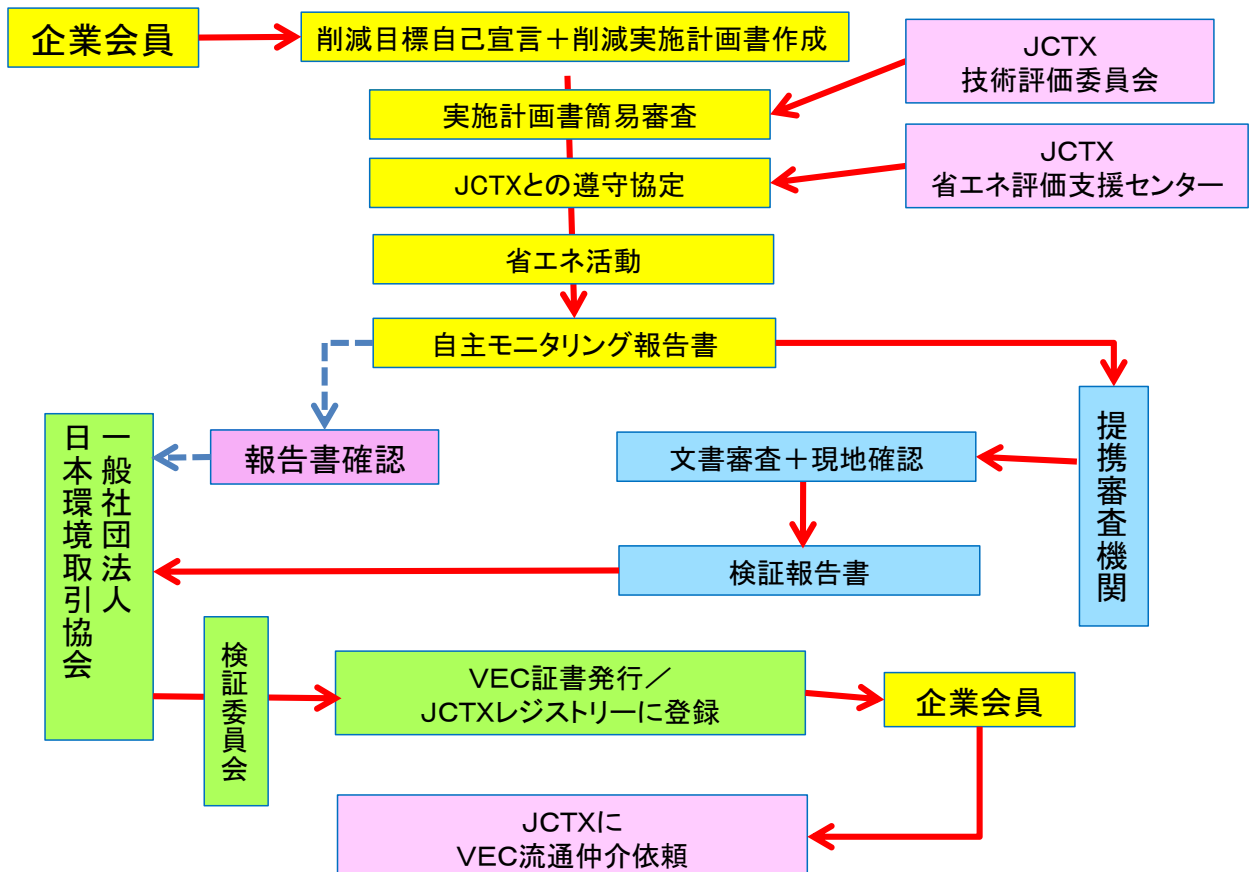 企業会員
削減目標自己宣言+削減実施計画書作成
JCTX
技術評価委員会
実施計画書簡易審査
JCTX
省エネ評価支援センター
JCTXとの遵守協定
省エネ活動
自主モニタリング報告書
一般社団法人
日本環境取引協会
報告書確認
文書審査+現地確認
提携審査機関
検証報告書
検証委員会
VEC証書発行/
JCTXレジストリーに登録
企業会員
JCTXに
VEC流通仲介依頼